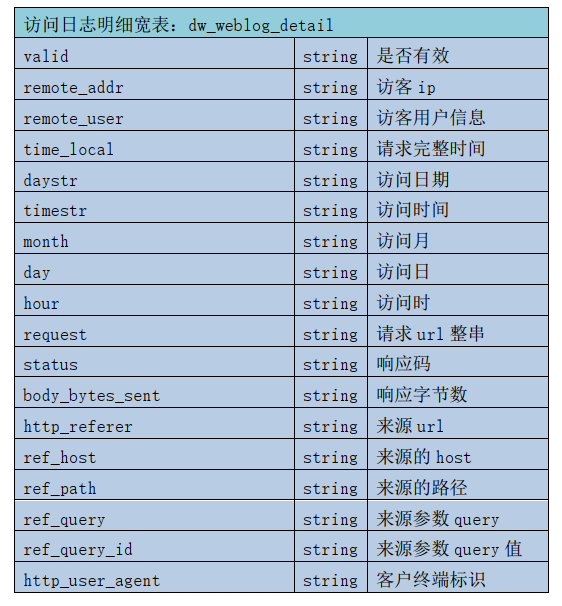 访问日志明细宽表：dw_weblog_detail
valid string 是否有效
remote_addr string 访客 ip
remote_user string 访客用户信息
time_local string 请求完整时间
daystr string 访问日期
timestr string 访问时间
month string 访问月
day string 访问日
hour string 访问时
request string 请求 url 整串
status string 响应码
body_bytes_sent string 响应字节数
http_referer string 来源 url
ref_host string 来源的 host
ref_path string 来源的路径
ref_query string 来源参数 query
ref_query_id string 来源参数 query 值
http_user_agent string 客户终端标识